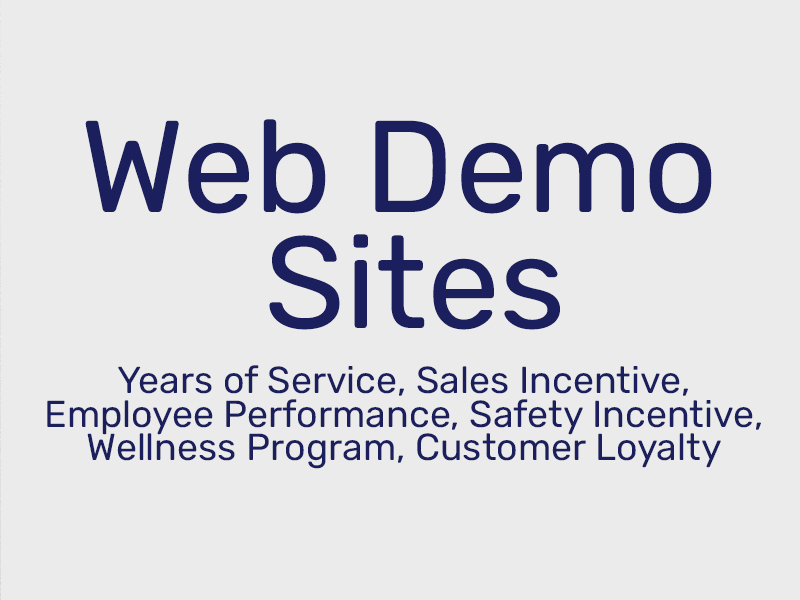 Web Demo
Sites
Years of Service, Sales Incentive,
Employee Performance, Safety Incentive,
Wellness Program, Customer Loyalty